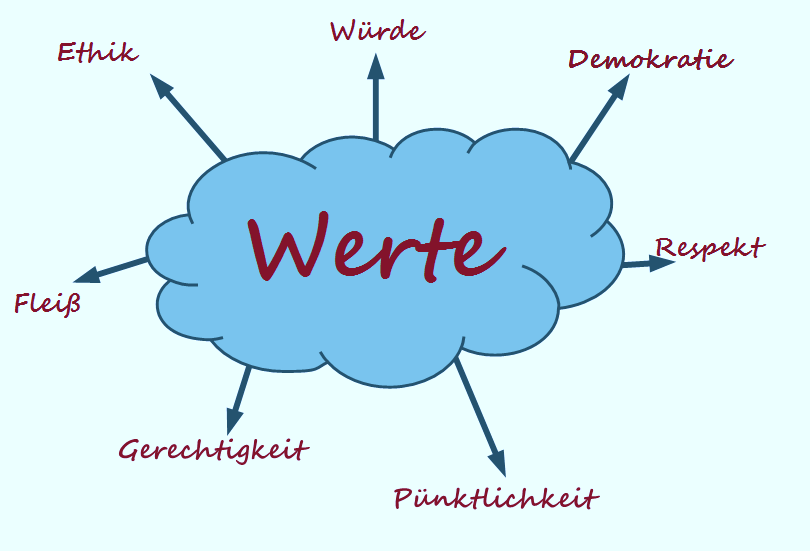 Würde
Ethik
Demokratie
Werte
Respekt
Fleiß
Gerechtigkeit
Pünktlichkeit